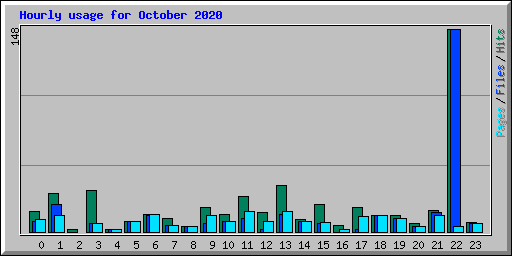 Hourly usage for October 2020
148
Pages/Files/Hits
0 1 2 3 4 5 6 7 8 9 10 11 12 13 14 15 16 17 18 19 20 21 22 23